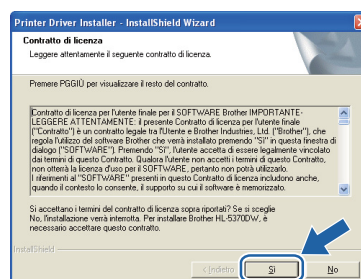 Printer Driver Installer - InstallShield Wizard
Contratto di licenza
Leggere attentamente il seguente contratto di licenza.
Premere PGGIÙ per visualizzare il resto del contratto.
Contratto di licenza per l'utente finale per il SOFTWARE Brother IMPORTANTE-
LEGGERE ATTENTAMENTE: il presente Contratto di licenza per l'utente finale
("Contratto") è un contratto legale tra l'Utente e Brother Industries, Ltd. ("Brother"), che
regola l'utilizzo del software Brother che verrà installato premendo "SI" in questa finestra di
dialogo ("SOFTWARE"). Premendo "SI", l'utente accetta di essere legalmente vincolato
dai termini di questo Contratto. Qualora l'utente non accetti i termini di questo Contratto,
non otterrà la licenza d'uso per il SOFTWARE, pertanto non potrà utilizzarlo.
I riferimenti al "SOFTWARE" presenti in questo Contratto di licenza includono anche,
quando il contesto lo consente, il supporto su cui il software è memorizzato.
Si accettano i termini del contratto di licenza sopra riportati? Se si sceglie
No, l'installazione verrà interrotta. Per installare Brother HL-5370DW, è
necessario accettare questo contratto.
InstallShield
< Indietro Sì No